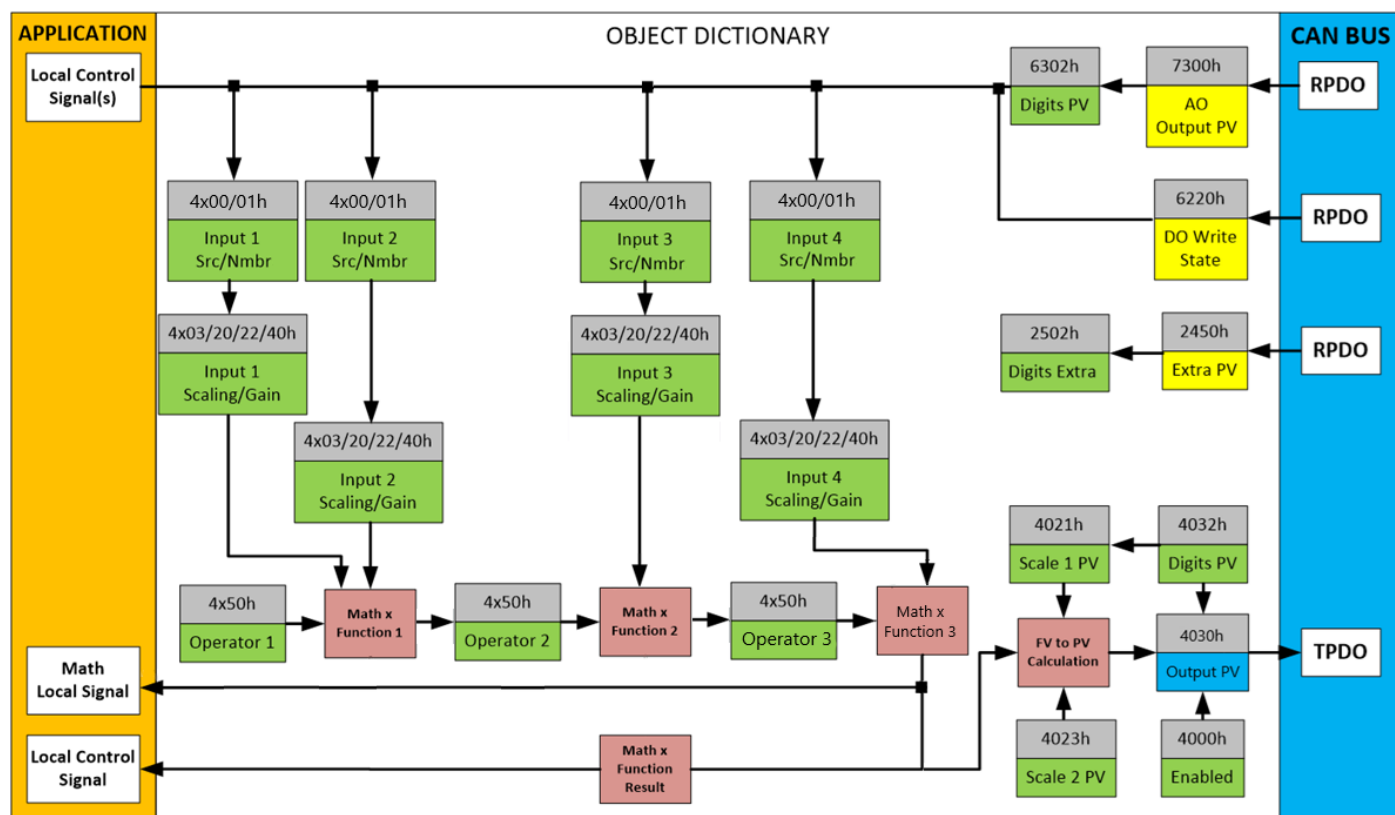 APPLICATION
OBJECT DICTIONARY
CAN BUS
Local Control
Signal(s)
6302h
Digits PV
7300h
AO
Output PV
RPDO
4x00/01h
Input 1
Src/Nmbr
4x00/01h
Input 2
Src/Nmbr
4x00/01h
Input 3
Src/Nmbr
4x00/01h
Input 4
Src/Nmbr
6220h
DO Write
State
RPDO
4x03/20/22/40h
Input 1
Scaling/Gain
4x03/20/22/40h
Input 3
Scaling/Gain
2502h
Digits Extra
2450h
Extra PV
RPDO
4x03/20/22/40h
Input 2
Scaling/Gain
4x03/20/22/40h
Input 4
Scaling/Gain
4021h
Scale 1 PV
4032h
Digits PV
4x50h
Operator 1
Math x
Function 1
4x50h
Operator 2
Math x
Function 2
4x50h
Operator 3
Math x
Function 3
FV to PV
Calculation
4030h
Output PV
TPDO
Math
Local Signal
4023h
Scale 2 PV
4000h
Enabled
Local Control
Signal
Math x
Function
Result